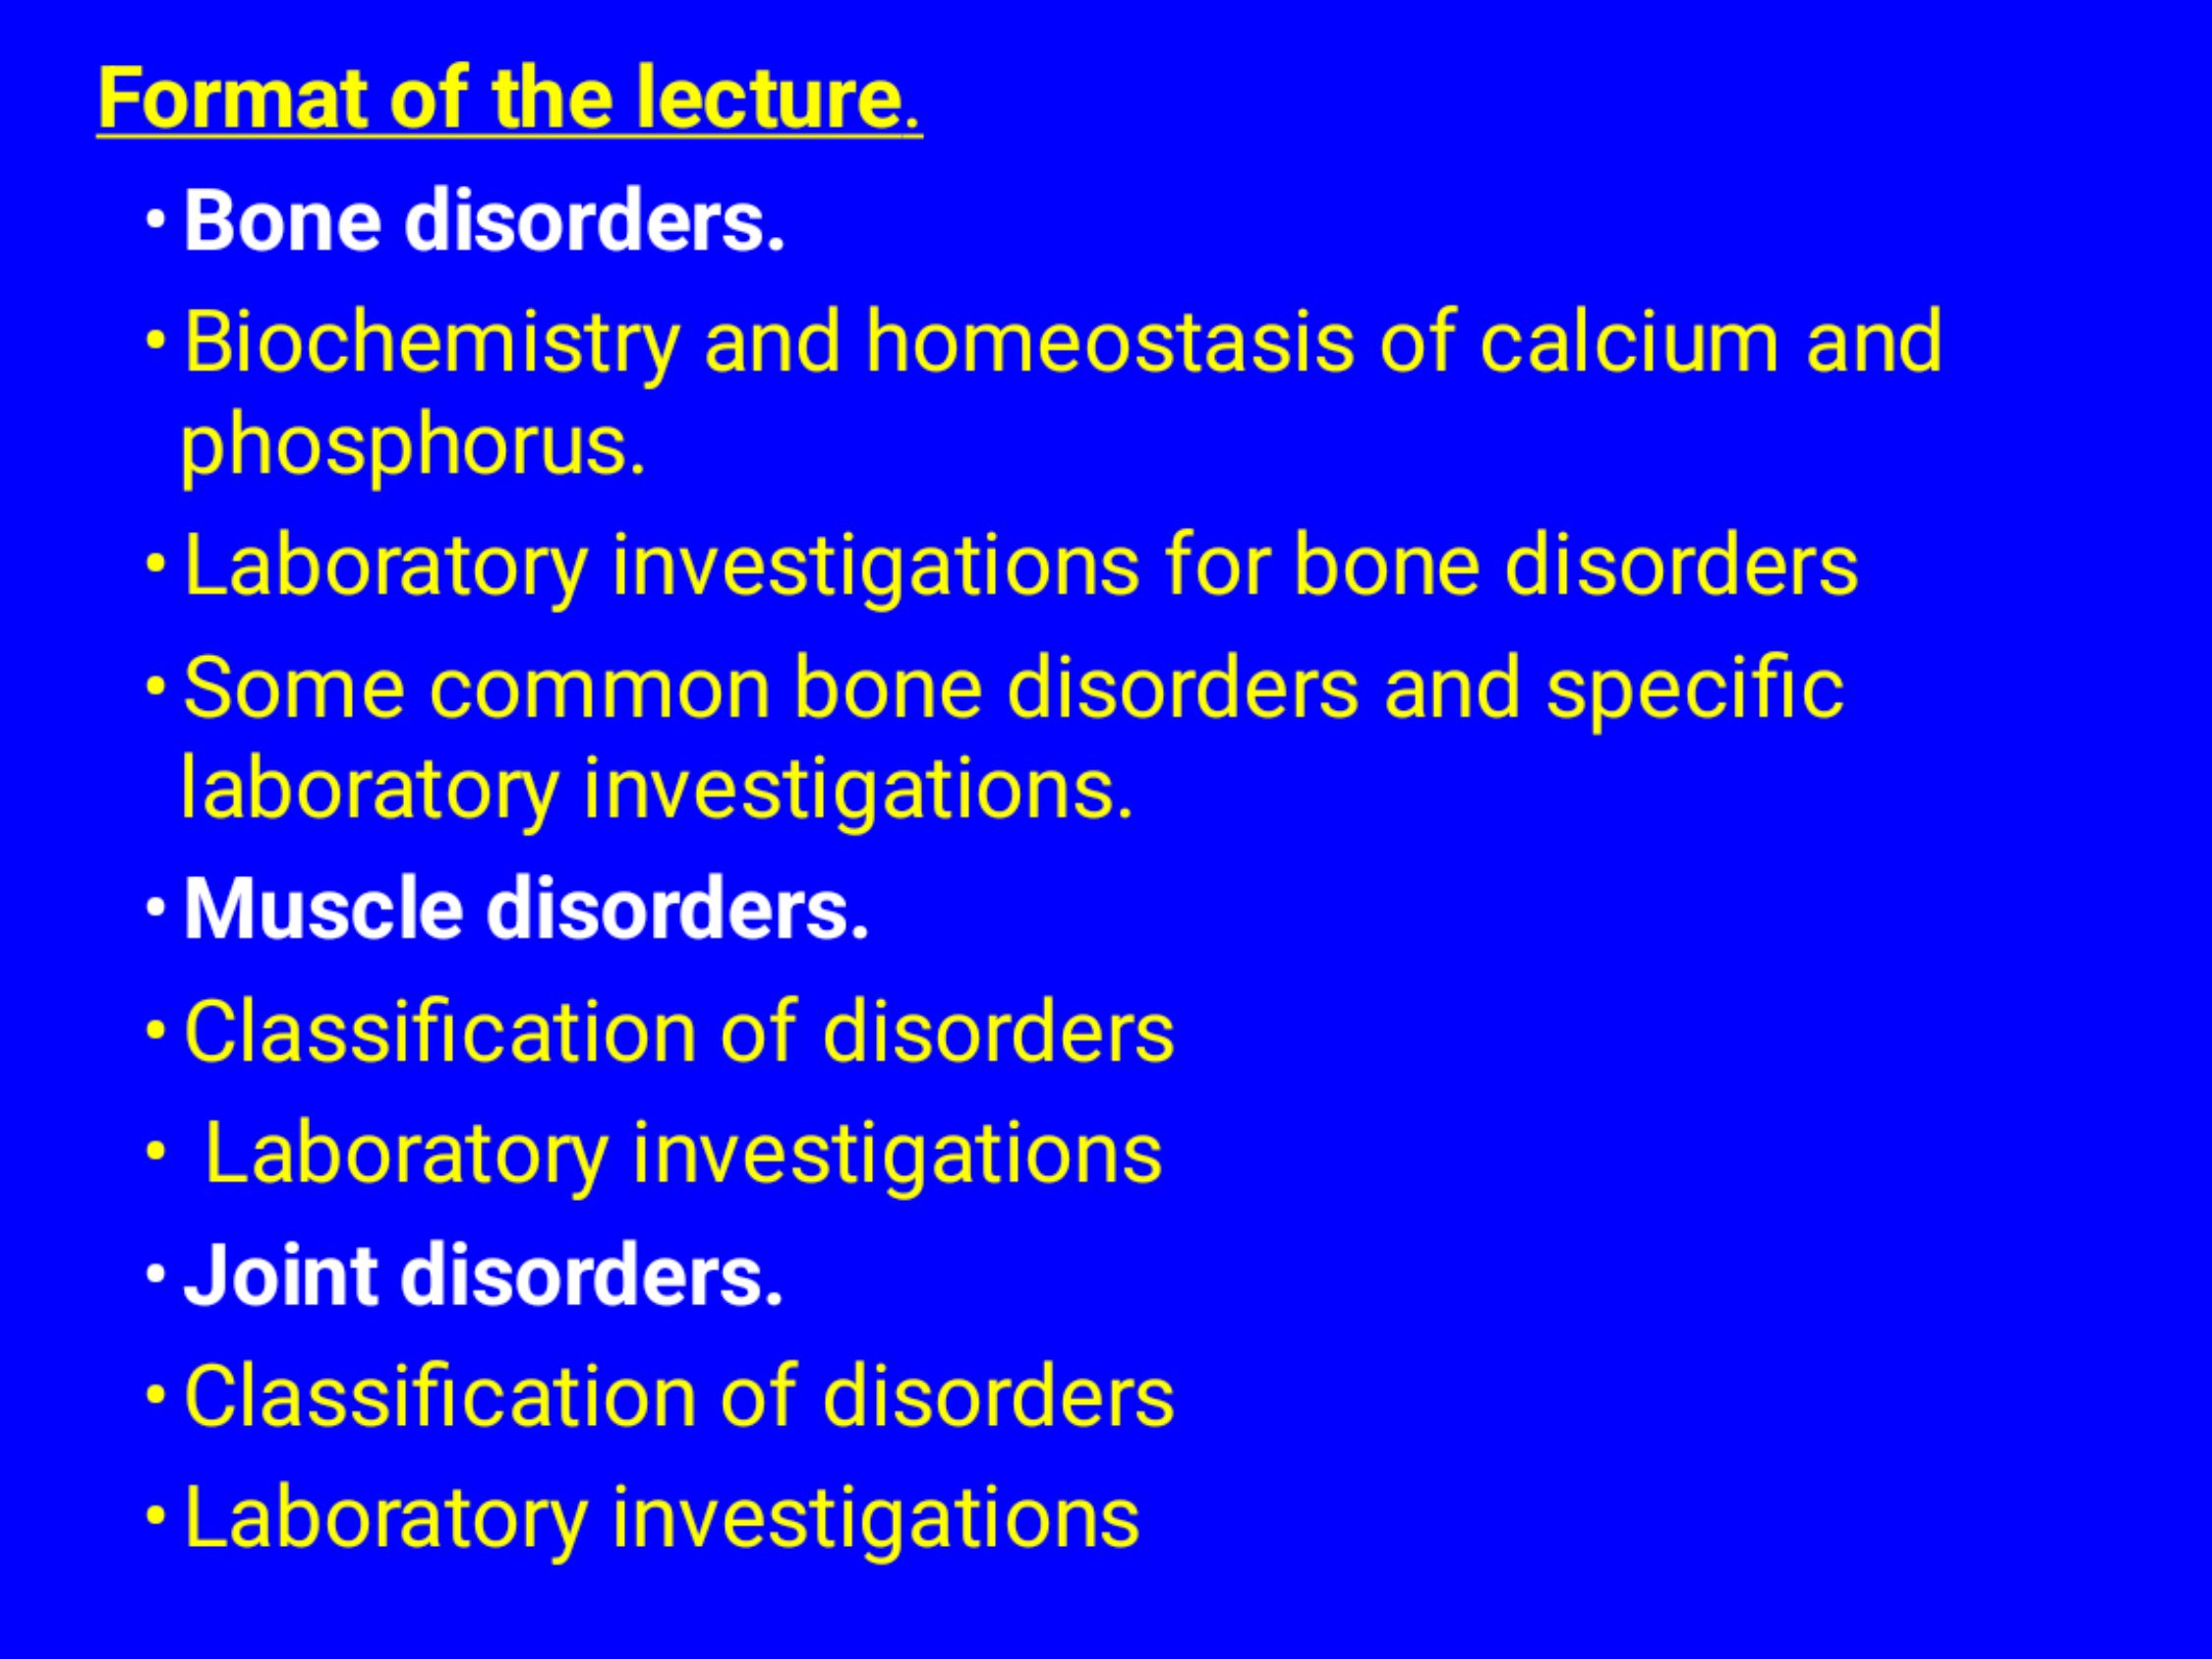 Format of the lecture.
• Bone disorders.
• Biochemistry and homeostasis of calcium and
phosphorus.
• Laboratory investigations for bone disorders
• Some common bone disorders and specific
laboratory investigations.
• Muscle disorders.
• Classification of disorders
• Laboratory investigations
• Joint disorders.
• Classification of disorders
• Laboratory investigations